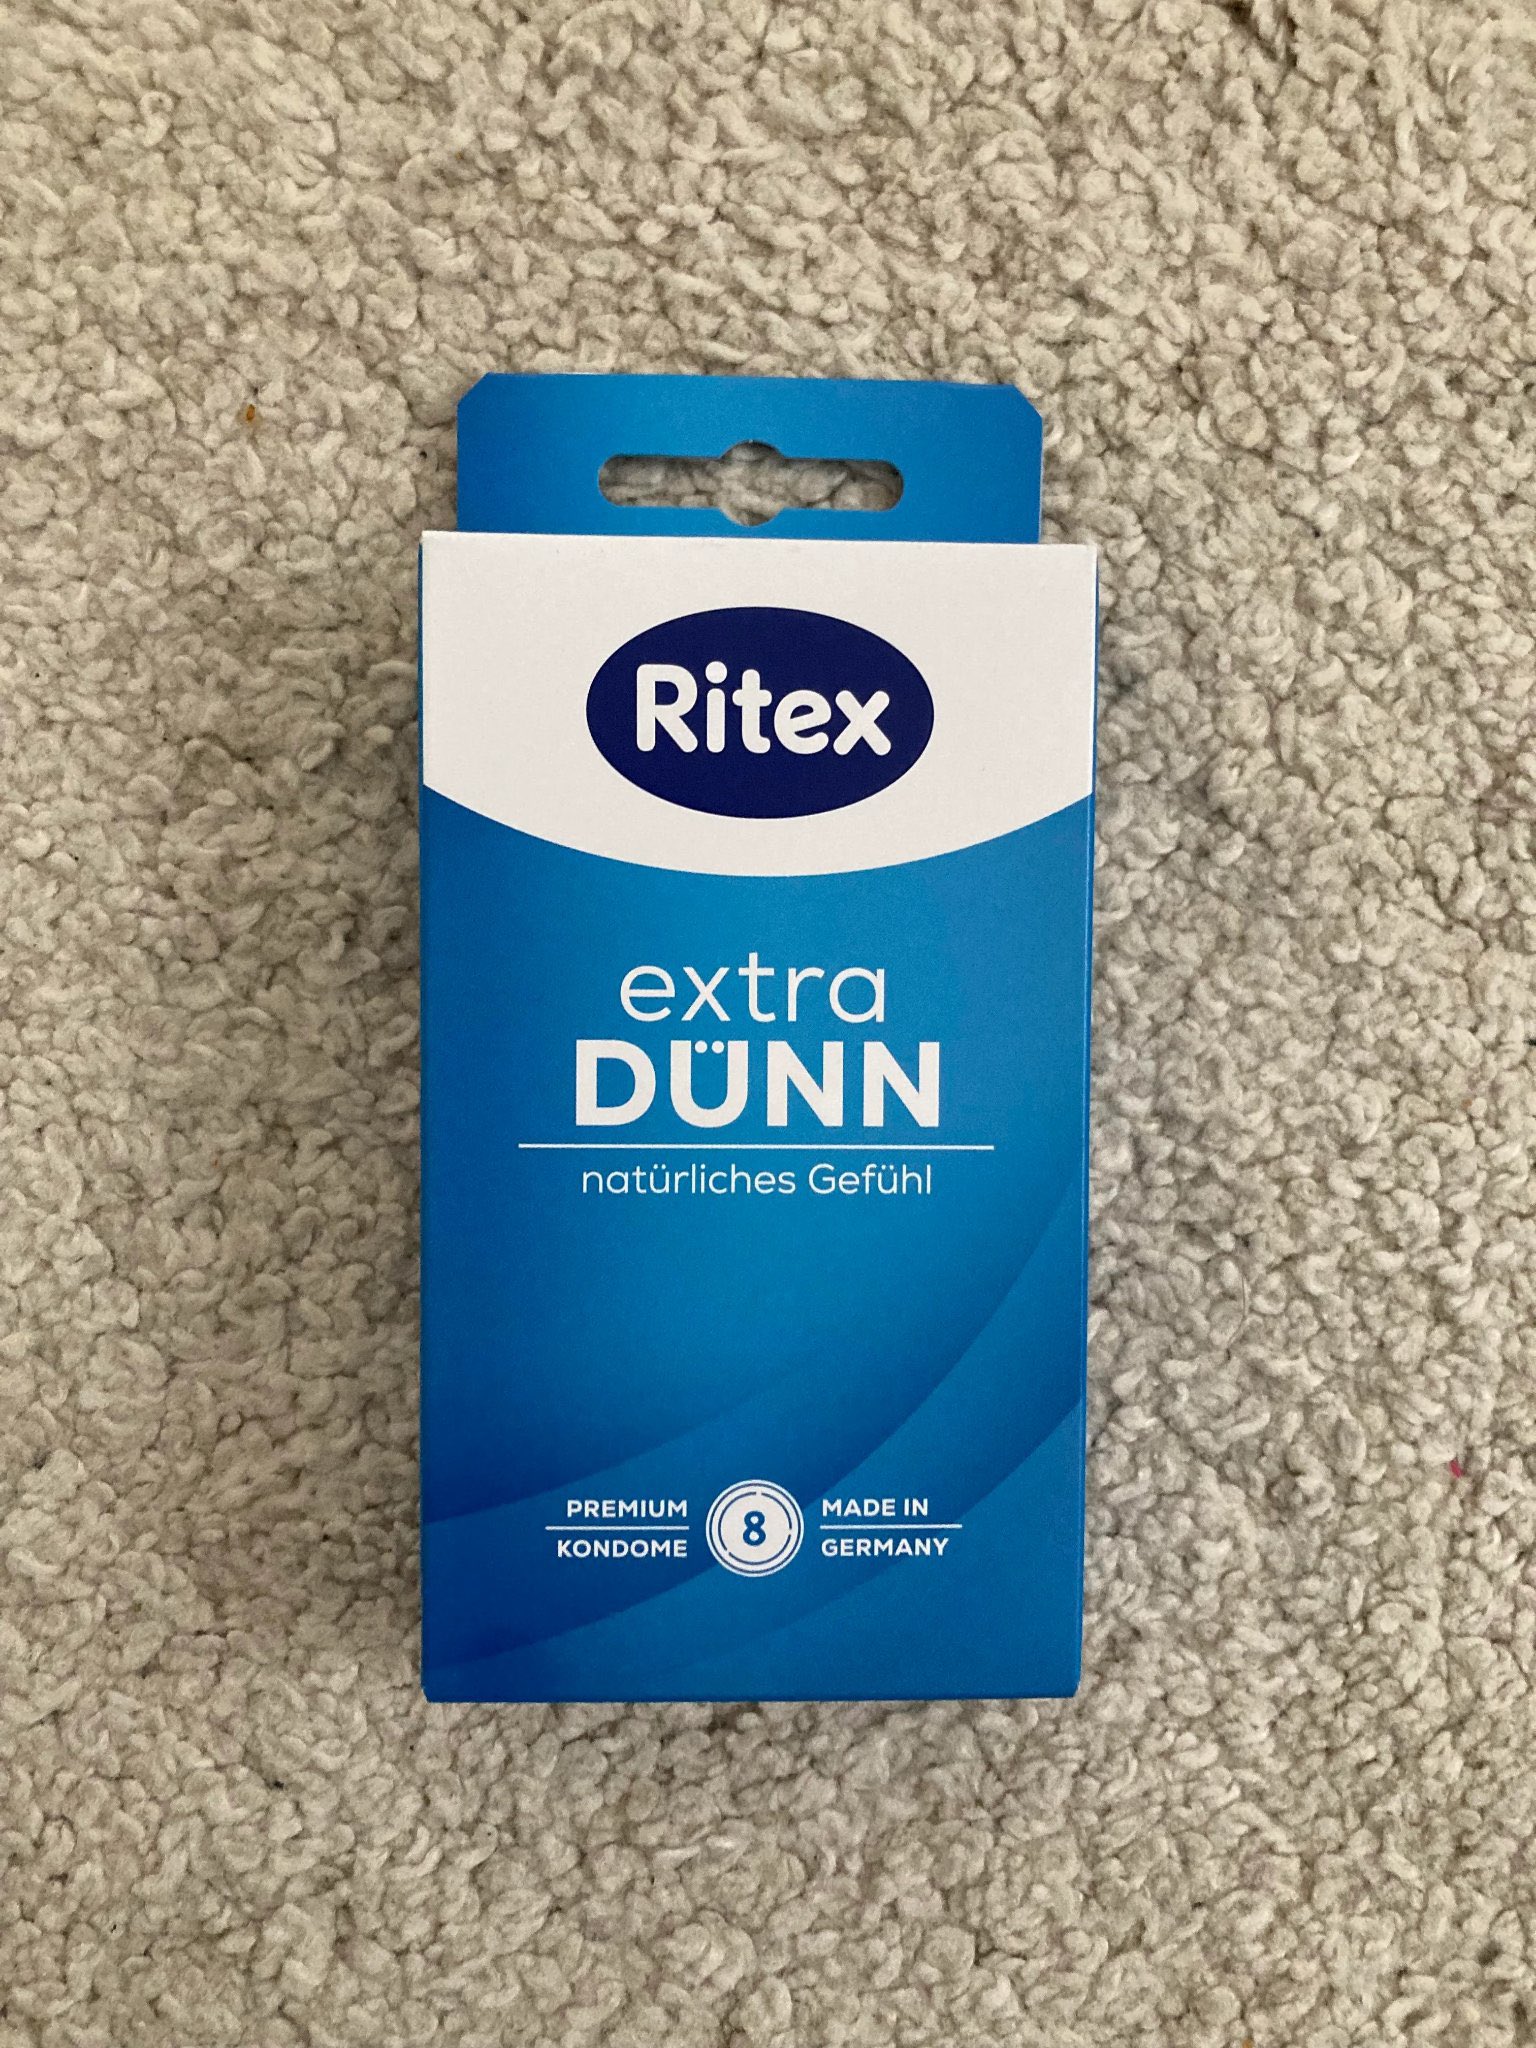 Ritex
extra
DÜNN
natürliches Gefühl
PREMIUM
KONDOME
8
MADE IN
GERMANY